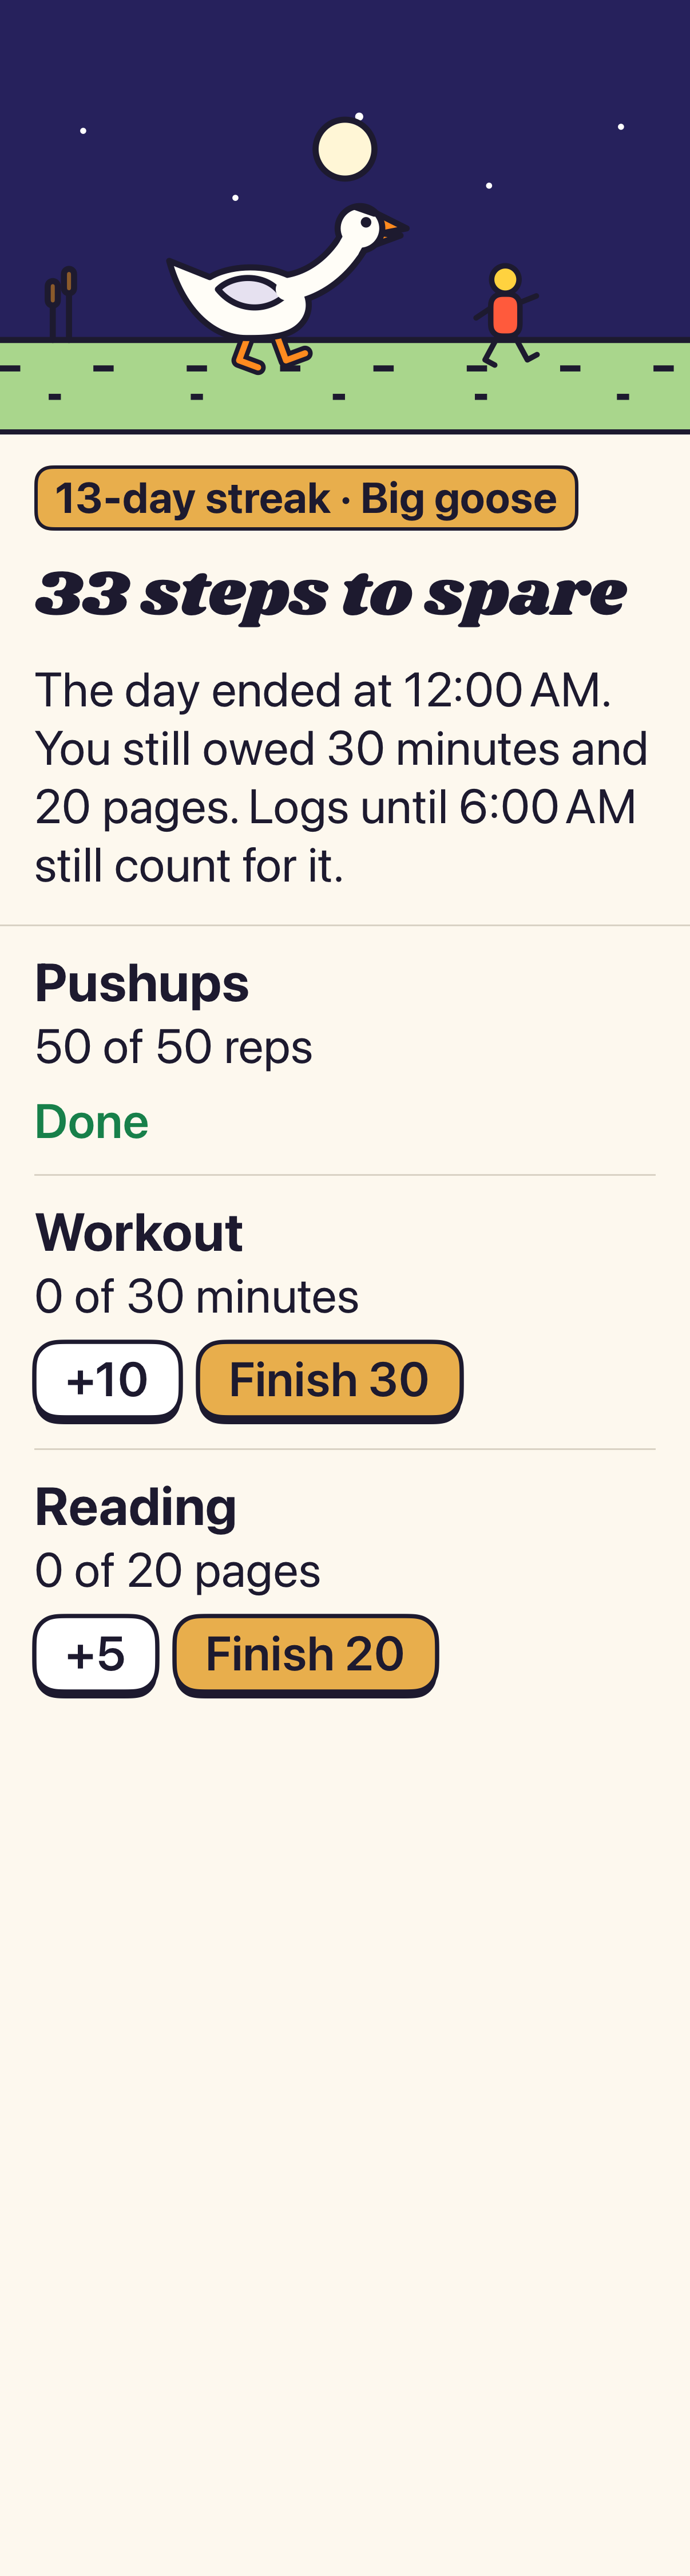 13-day streak · Big goose
33 steps to spare
The day ended at 12:00 AM.
You still owed 30 minutes and
20 pages. Logs until 6:00 AM
still count for it.
Pushups
50 of 50 reps
Done
Workout
0 of 30 minutes
+10 Finish 30
Reading
0 of 20 pages
+5 Finish 20